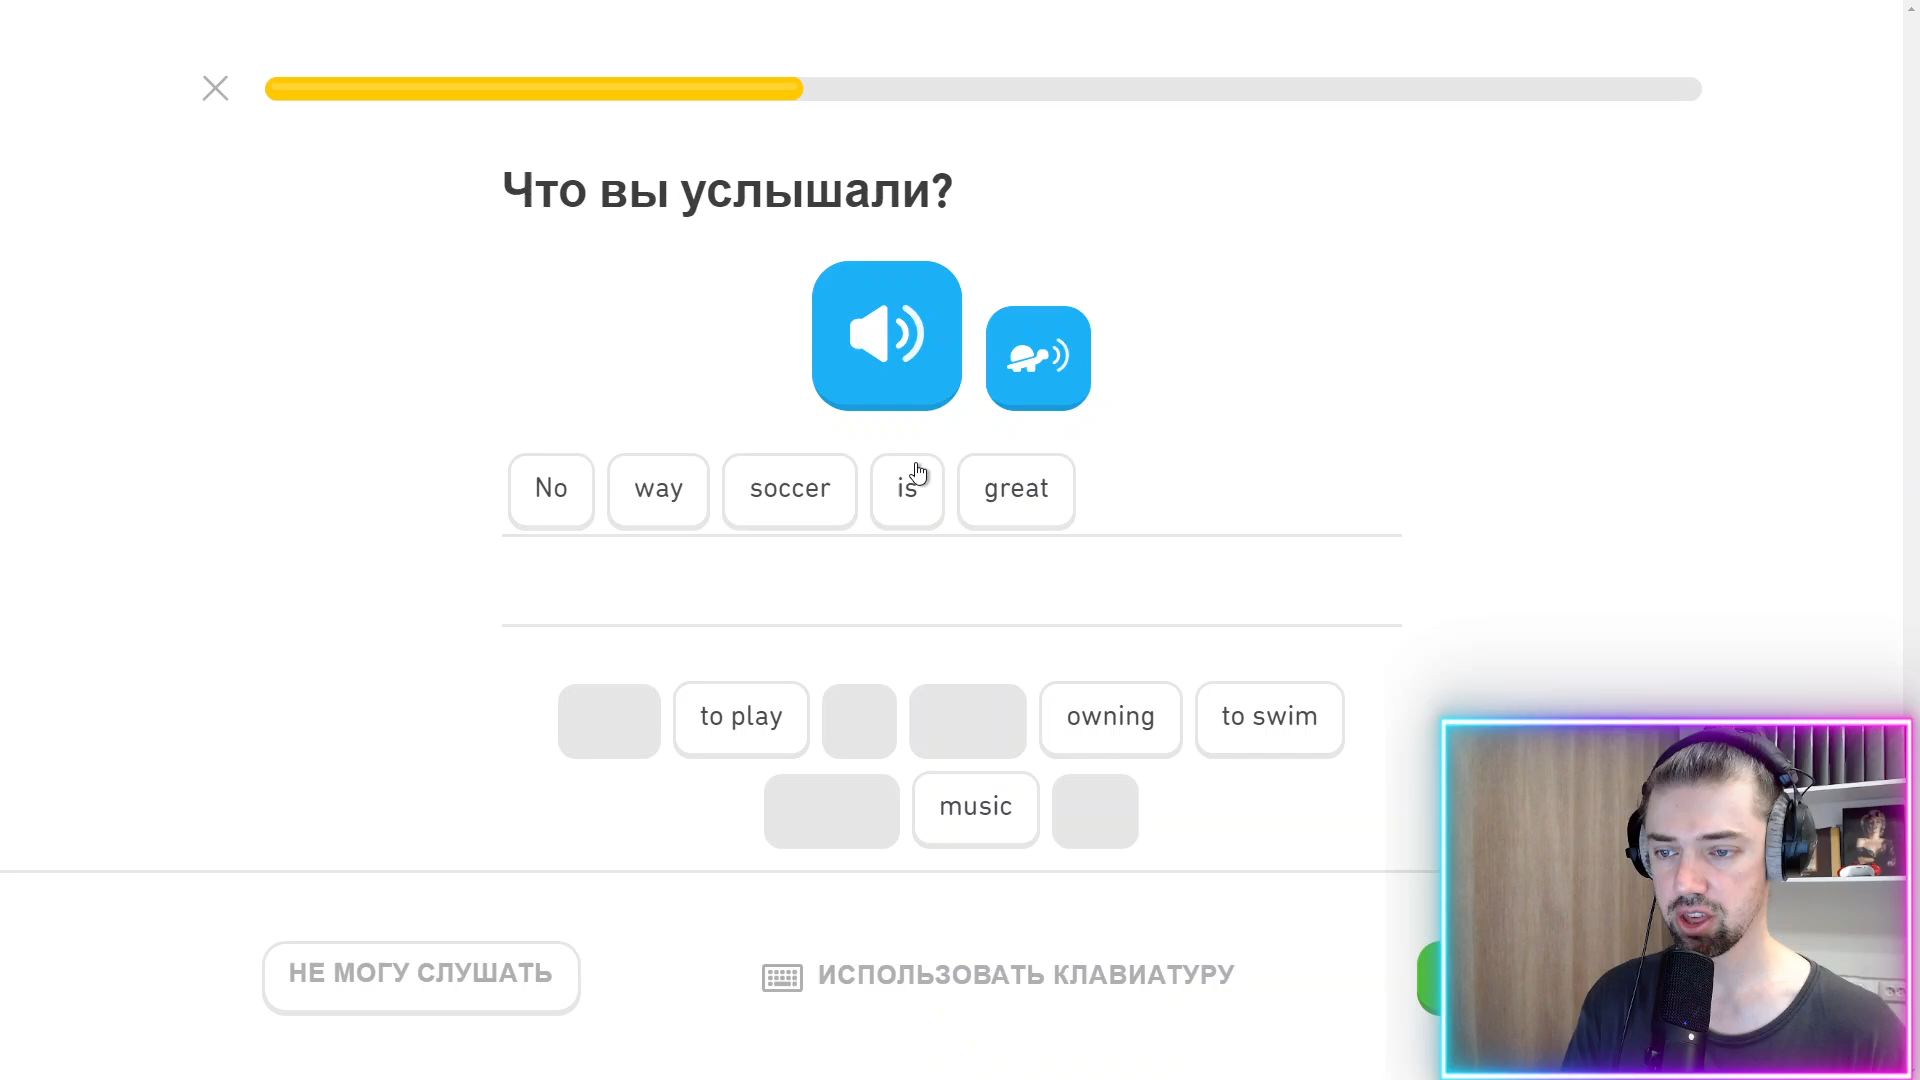 Что вы услышали?
No way soccer is great
to play owning to swim
music
НЕ МОГУ СЛУШАТЬ ИСПОЛЬЗОВАТЬ КЛАВИАТУРУ